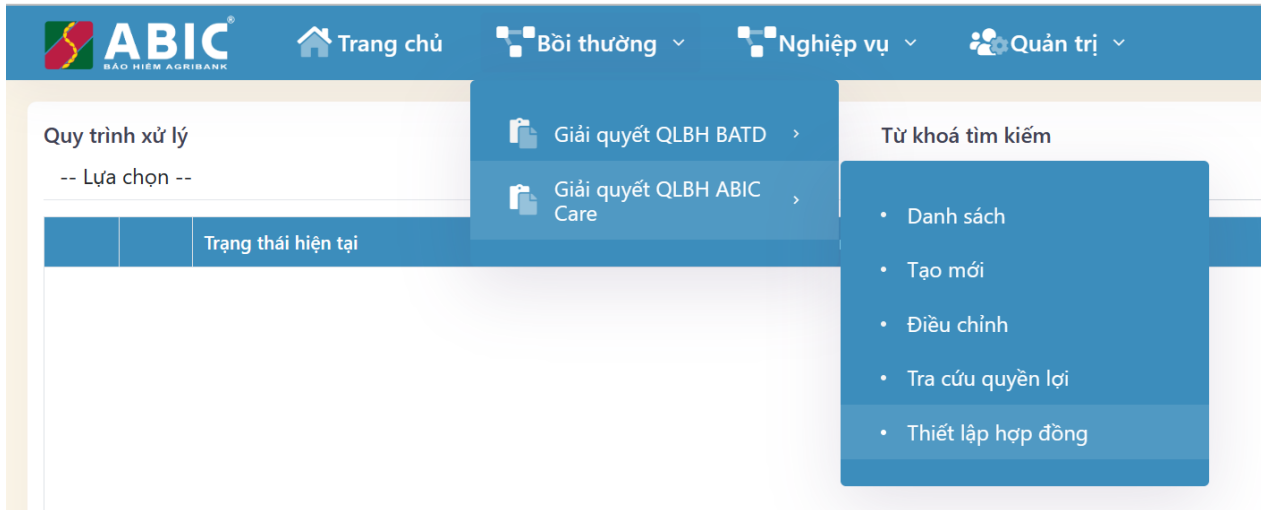 ABIC®
BẢO HIỂM AGRIBANK
Trang chủ
Bồi thường
Nghiệp vụ
Quản trị
Quy trình xử lý
-- Lựa chọn --
Từ khoá tìm kiếm
Trạng thái hiện tại
Giải quyết QLBH BATD
Giải quyết QLBH ABIC
Care
• Danh sách
• Tạo mới
• Điều chỉnh
• Tra cứu quyền lợi
• Thiết lập hợp đồng